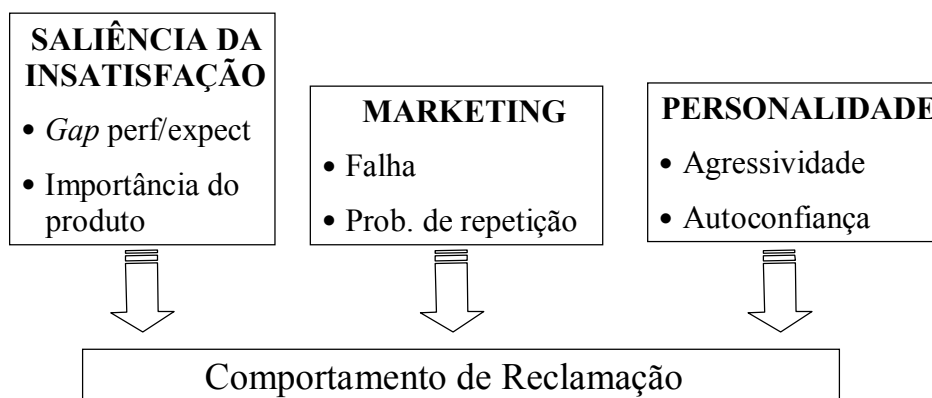 SALIÊNCIA DA
INSATISFAÇÃO
• Gap perf/expect
• Importância do
produto
MARKETING
• Falha
• Prob. de repetição
PERSONALIDADE
• Agressividade
• Autoconfiança
Comportamento de Reclamação